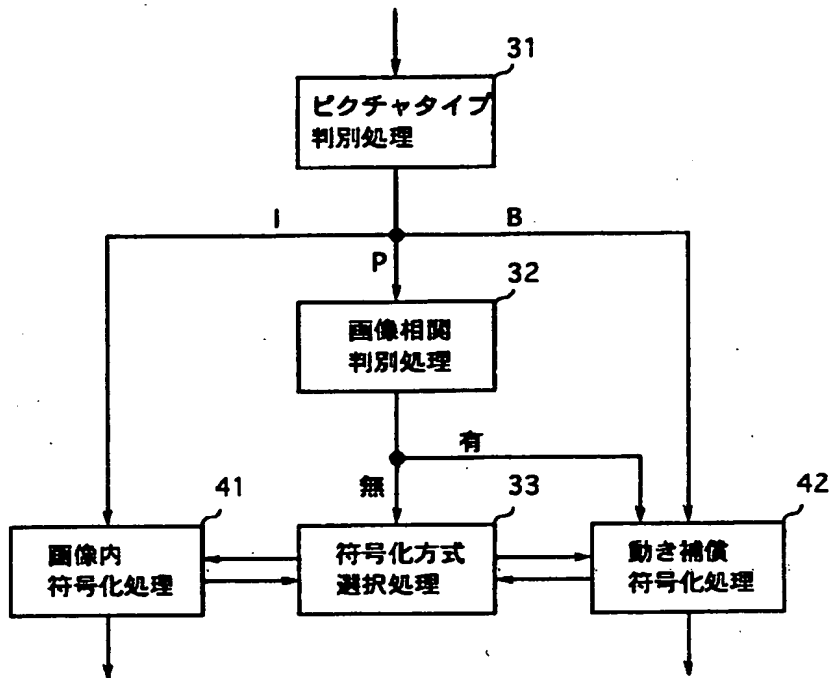 31
ピクチャタイプ
判別処理
I
B
P
32
画像相関
判別処理
有
無
41
33
42
画像内
符号化処理
符号化方式
選択処理
動き補償
符号化処理